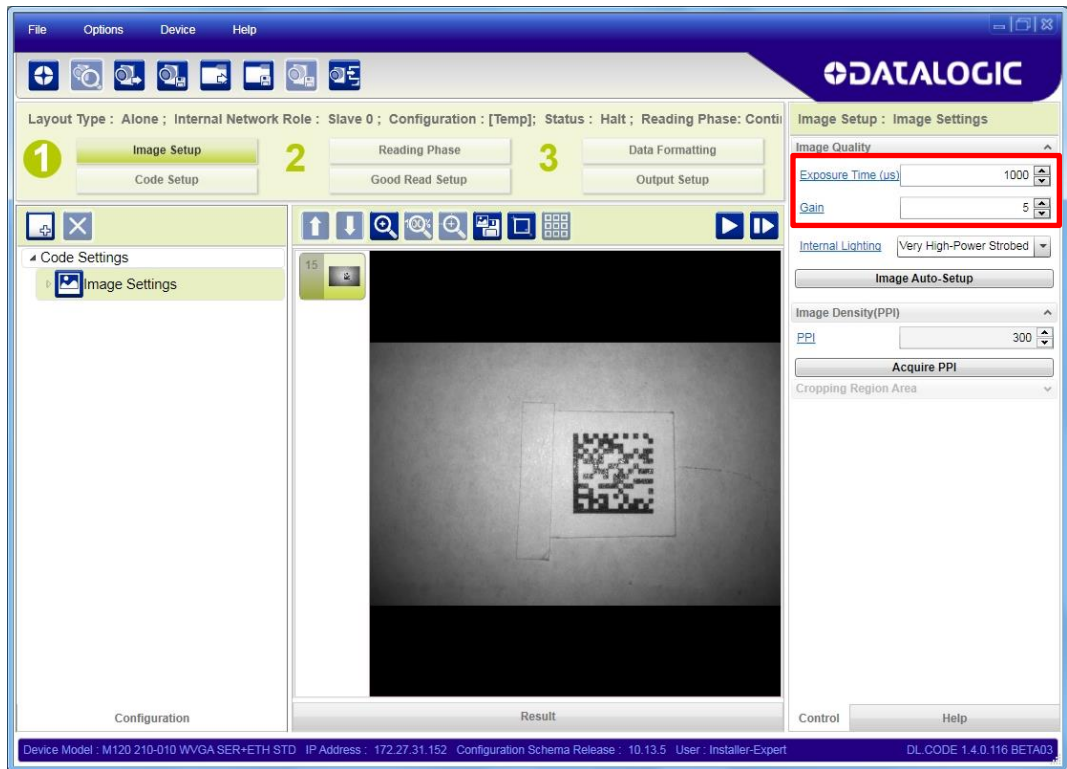 File Options Device Help
DATALOGIC
Layout Type : Alone ; Internal Network Role : Slave 0 ; Configuration : [Temp]; Status : Halt ; Reading Phase: Conti
1 Image Setup 2 Reading Phase 3 Data Formatting
Code Setup Good Read Setup Output Setup
Image Setup : Image Settings
Image Quality
Exposure Time (us) 1000
Gain 5
Internal Lighting Very High-Power Strobed
Image Auto-Setup
Image Density(PPI)
PPI 300
Acquire PPI
Cropping Region Area
100%
Code Settings
Image Settings
15
Configuration
Result
Control Help
Device Model : M120 210-010 WVGA SER+ETH STD IP Address : 172.27.31.152 Configuration Schema Release : 10.13.5 User : Installer-Expert DL.CODE 1.4.0.116 BETA03